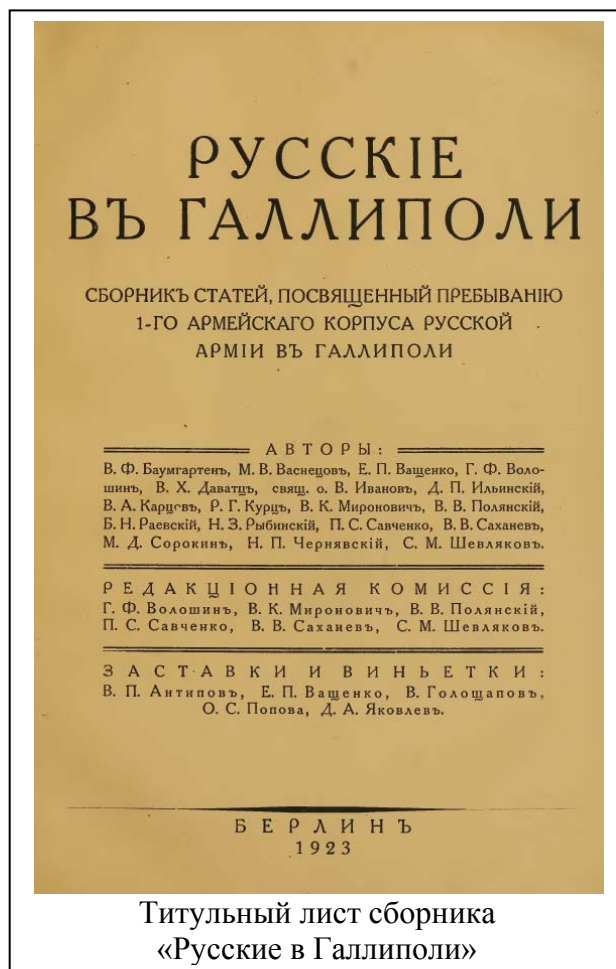 РУССКІЕ
ВЪ ГАЛЛИПОЛИ
СБОРНИКЪ СТАТЕЙ, ПОСВЯЩЕННЫЙ ПРЕБЫВАНІЮ
1-ГО АРМЕЙСКАГО КОРПУСА РУССКОЙ
АРМІИ ВЪ ГАЛЛИПОЛИ
АВТОРЫ:
В. Ф. Баумгартенъ, М. В. Васнецовъ, Е. П. Ващенко, Г. Ф. Воло-
шинъ, В. Х. Даватцъ, свящ. о. В. Ивановъ, Д. П. Ильинскій,
В. А. Карцевъ, Р. Г. Курцъ, В. К. Мироновичъ, В. В. Полянскій,
Б. Н. Раевскій, Н. З. Рыбинскій, П. С. Савченко, В. В. Саханевъ,
М. Д. Сорокинъ, Н. П. Чернявскій, С. М. Шевляковъ.
РЕДАКЦІОННАЯ КОМИССІЯ:
Г. Ф. Волошинъ, В. К. Мироновичъ, В. В. Полянскій,
П. С. Савченко, В. В. Саханевъ, С. М. Шевляковъ.
ЗАСТАВКИ И ВИНЬЕТКИ:
В. П. Антиповъ, Е. П. Ващенко, В. Голощаповъ,
О. С. Попова, Д. А. Яковлевъ.
БЕРЛИНЪ
1923
Титульный лист сборника
«Русские в Галлиполи»